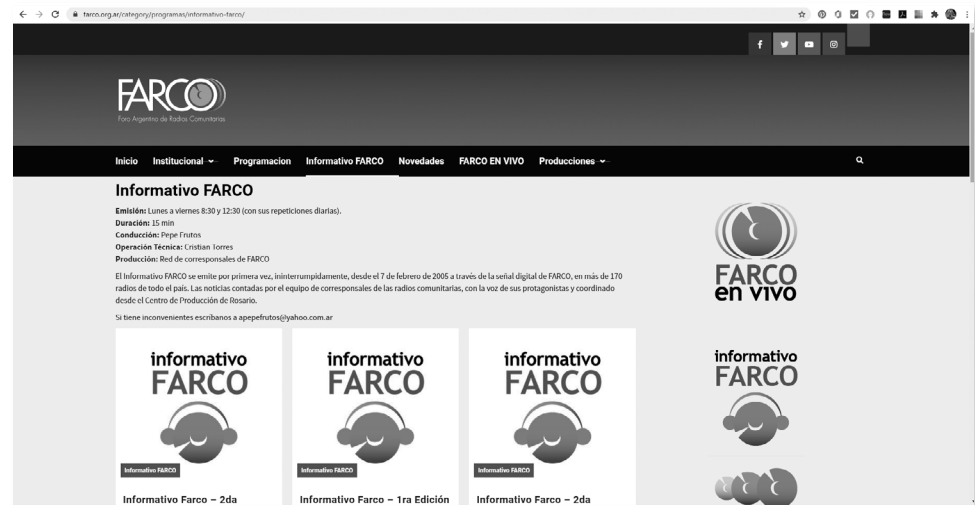 farco.org.ar/category/programas/informativo-farco/
FARCO
Foro Argentino de Radios Comunitarias
Inicio Institucional Programacion Informativo FARCO Novedades FARCO EN VIVO Producciones
Informativo FARCO
Emisión: Lunes a viernes 8:30 y 12:30 (con sus repeticiones diarias).
Duración: 15 min
Conducción: Pepe Frutos
Operación Técnica: Cristian Torres
Producción: Red de corresponsales de FARCO
El Informativo FARCO se emite por primera vez, ininterrumpidamente, desde el 7 de febrero de 2005 a través de la señal digital de FARCO, en más de 170
radios de todo el país. Las noticias contadas por el equipo de corresponsales de las radios comunitarias, con la voz de sus protagonistas y coordinado
desde el Centro de Producción de Rosario.
Si tiene inconvenientes escríbanos a apepefrutos@yahoo.com.ar
informativo
FARCO
Informativo FARCO
Informativo Farco – 2da
informativo
FARCO
Informativo FARCO
Informativo Farco – 1ra Edición
informativo
FARCO
Informativo FARCO
Informativo Farco – 2da
FARCO
en vivo
informativo
FARCO